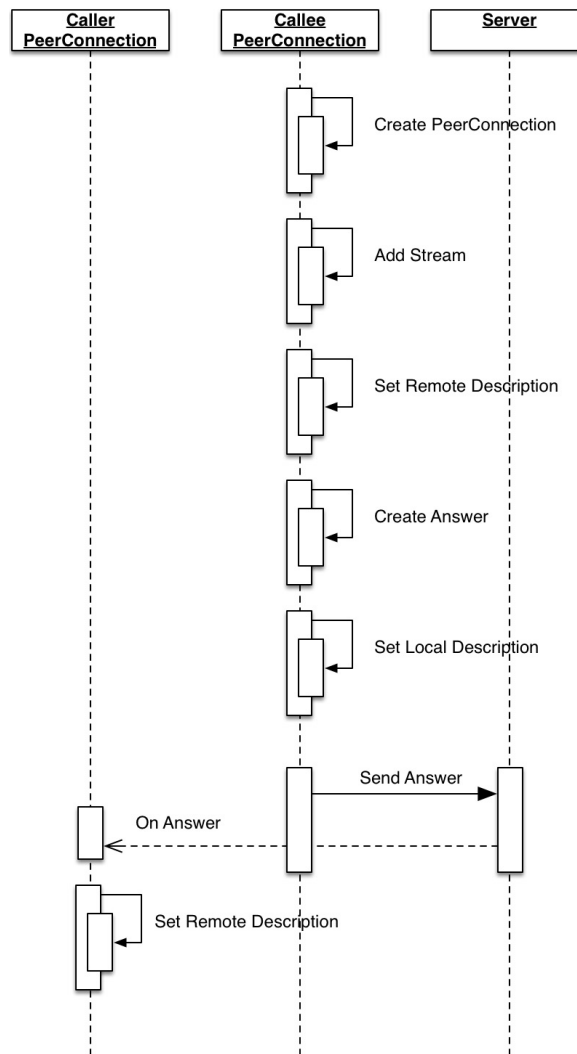 Caller
PeerConnection
Callee
PeerConnection
Server
Create PeerConnection
Add Stream
Set Remote Description
Create Answer
Set Local Description
Send Answer
On Answer
Set Remote Description